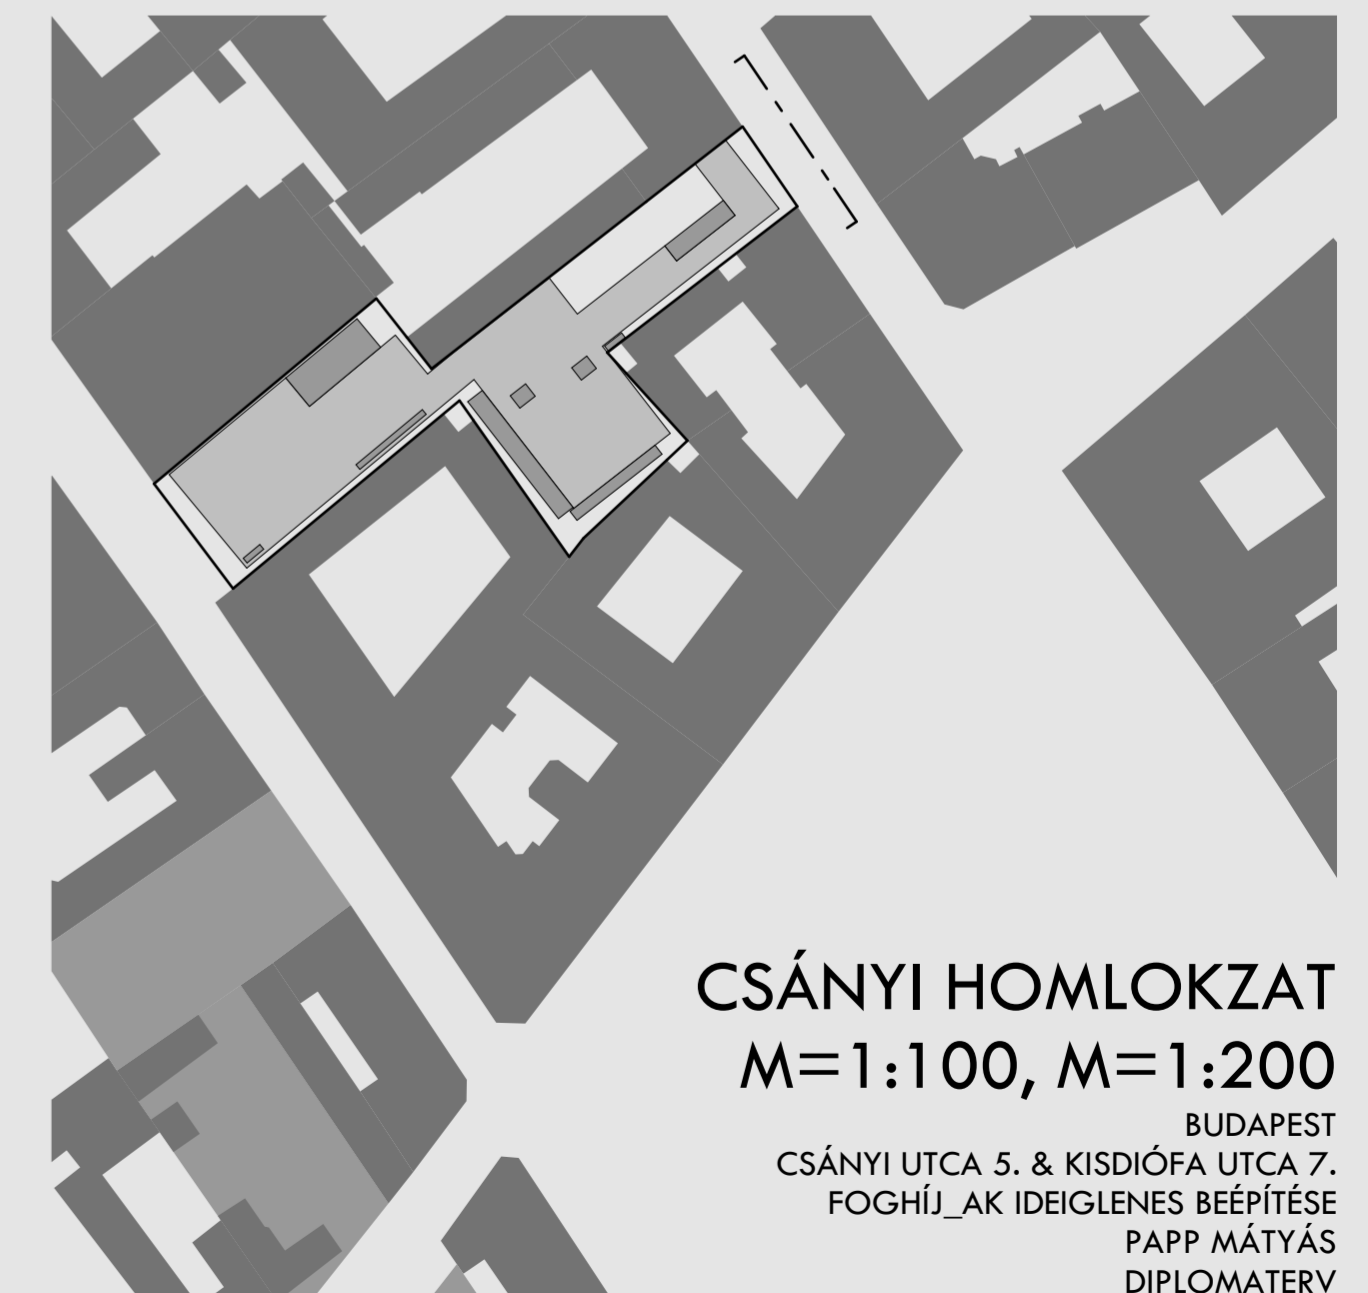 CSÁNYI HOMLOKZAT
M=1:100, M=1:200
BUDAPEST
CSÁNYI UTCA 5. & KISDIÓFA UTCA 7.
FOGHÍJ_AK IDEIGLENES BEÉPÍTÉSE
PAPP MÁTYÁS
DIPLOMATERV